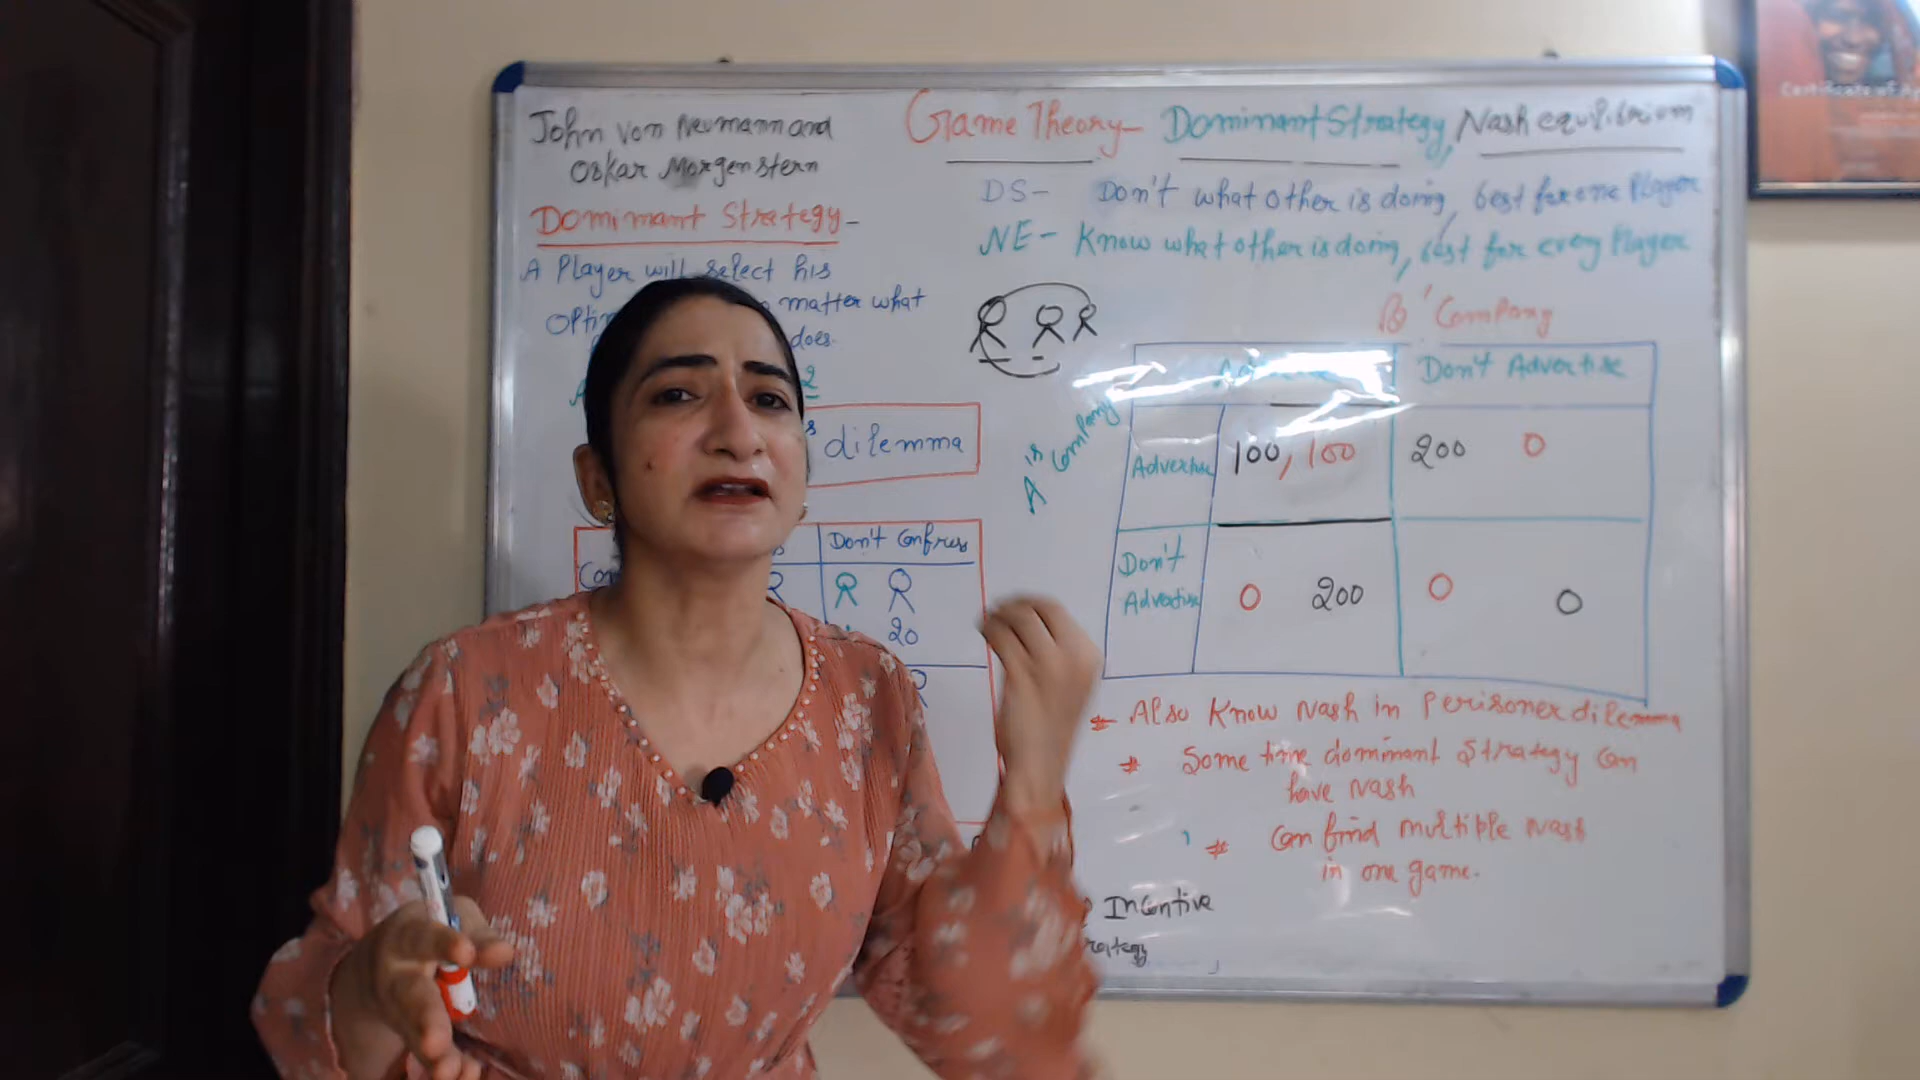 John von Neumann and
Oskar Morgenstern
Game Theory- Dominant Strategy, Nash equilibrium
DS- Don't what other is doing, best for one Player
NE- Know what other is doing, best for every Player
Dominant Strategy-
A Player will select his
matter what
does.
2
dilemma
Don't Confess
20
B' Company
Don't Advertise
A's Company
Advertise 100, 100 200 0
Don't
Advertise 0 200 0 0
* Also Know Nash in Perisoner dilemma
* Some time dominant Strategy Can
have Nash
* Can find multiple Nash
in one game.
Incentive
Certificate of